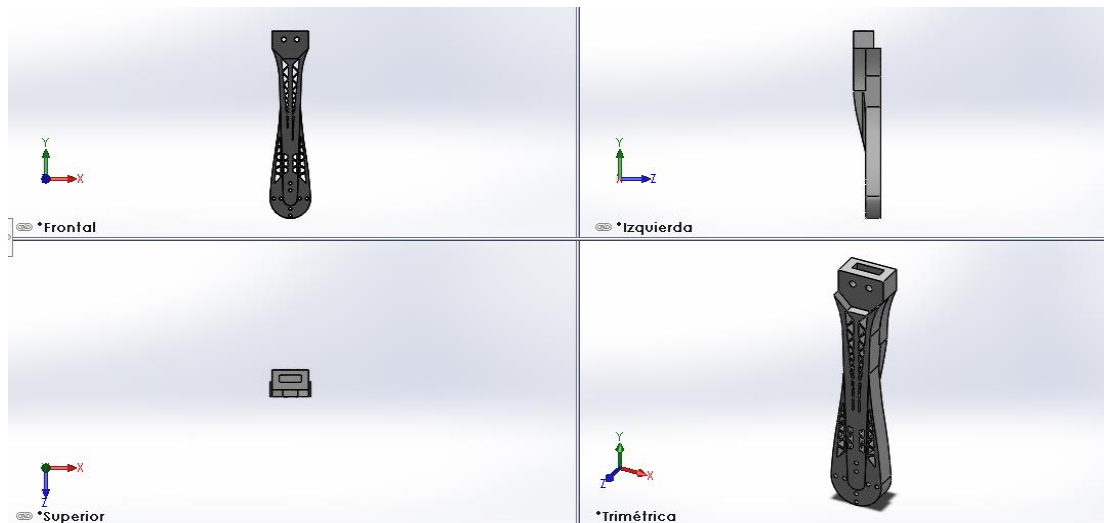 Y
X
*Frontal
Y
X
Z
*Izquierda
X
Z
*Superior
Y
X
Z
*Trimétrica